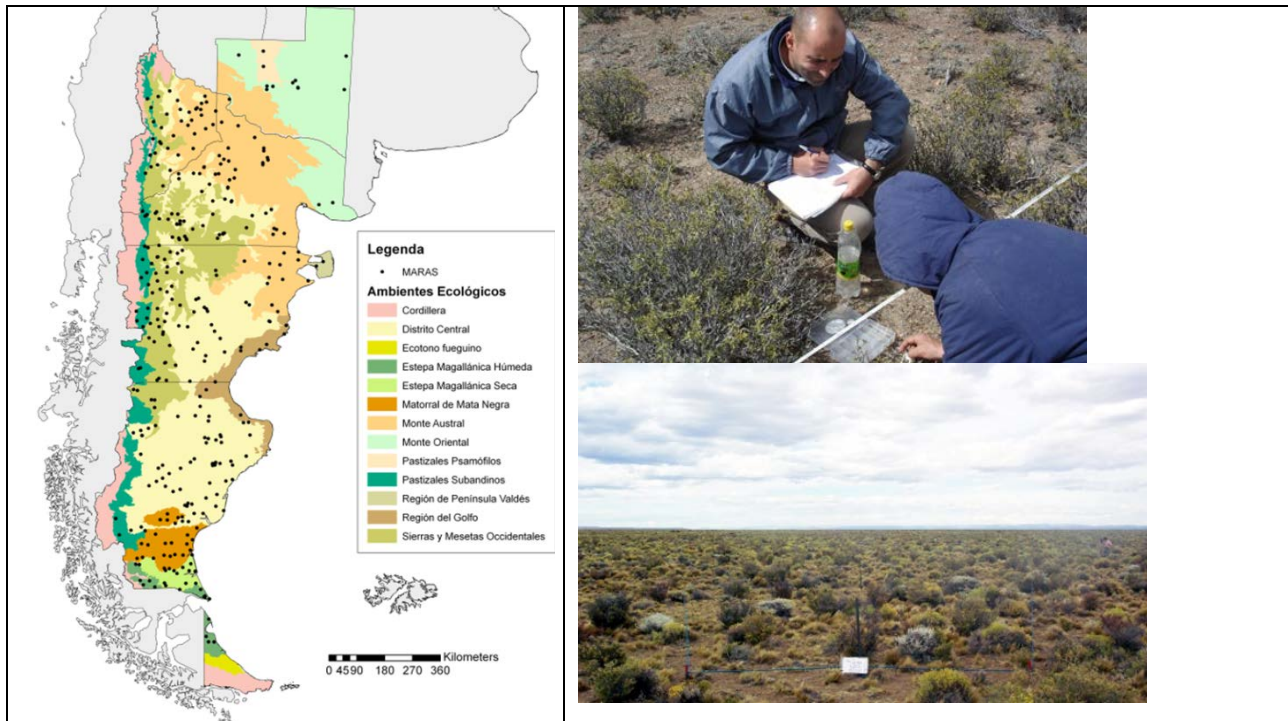 Legenda
MARAS
Ambientes Ecológicos
Cordillera
Distrito Central
Ecotono fueguino
Estepa Magallánica Húmeda
Estepa Magallánica Seca
Matorral de Mata Negra
Monte Austral
Monte Oriental
Pastizales Psamófilos
Pastizales Subandinos
Región de Península Valdés
Región del Golfo
Sierras y Mesetas Occidentales
Kilometers
0 4590 180 270 360